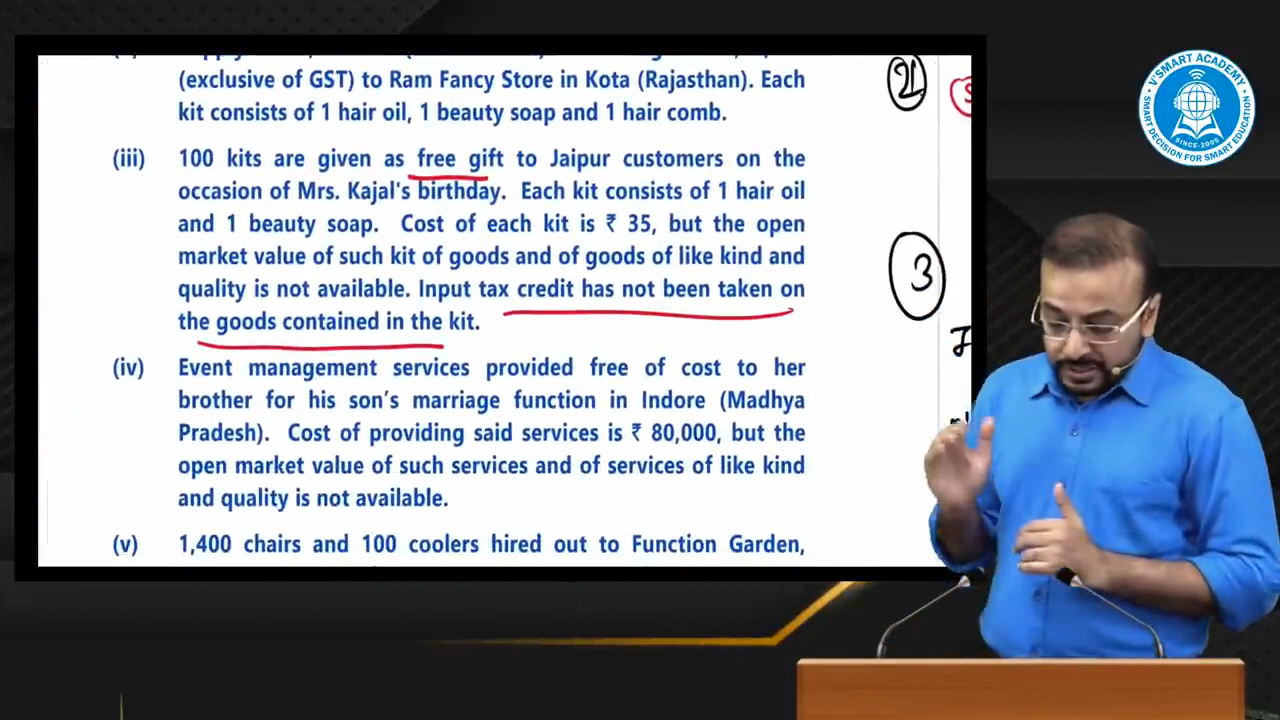 (exclusive of GST) to Ram Fancy Store in Kota (Rajasthan). Each
kit consists of 1 hair oil, 1 beauty soap and 1 hair comb.
(iii) 100 kits are given as free gift to Jaipur customers on the
occasion of Mrs. Kajal's birthday. Each kit consists of 1 hair oil
and 1 beauty soap. Cost of each kit is ₹ 35, but the open
market value of such kit of goods and of goods of like kind and
quality is not available. Input tax credit has not been taken on
the goods contained in the kit.
(iv) Event management services provided free of cost to her
brother for his son's marriage function in Indore (Madhya
Pradesh). Cost of providing said services is ₹ 80,000, but the
open market value of such services and of services of like kind
and quality is not available.
(v) 1,400 chairs and 100 coolers hired out to Function Garden,
3
V'SMART ACADEMY
SINCE-2005
SMART DECISION FOR SMART EDUCATION